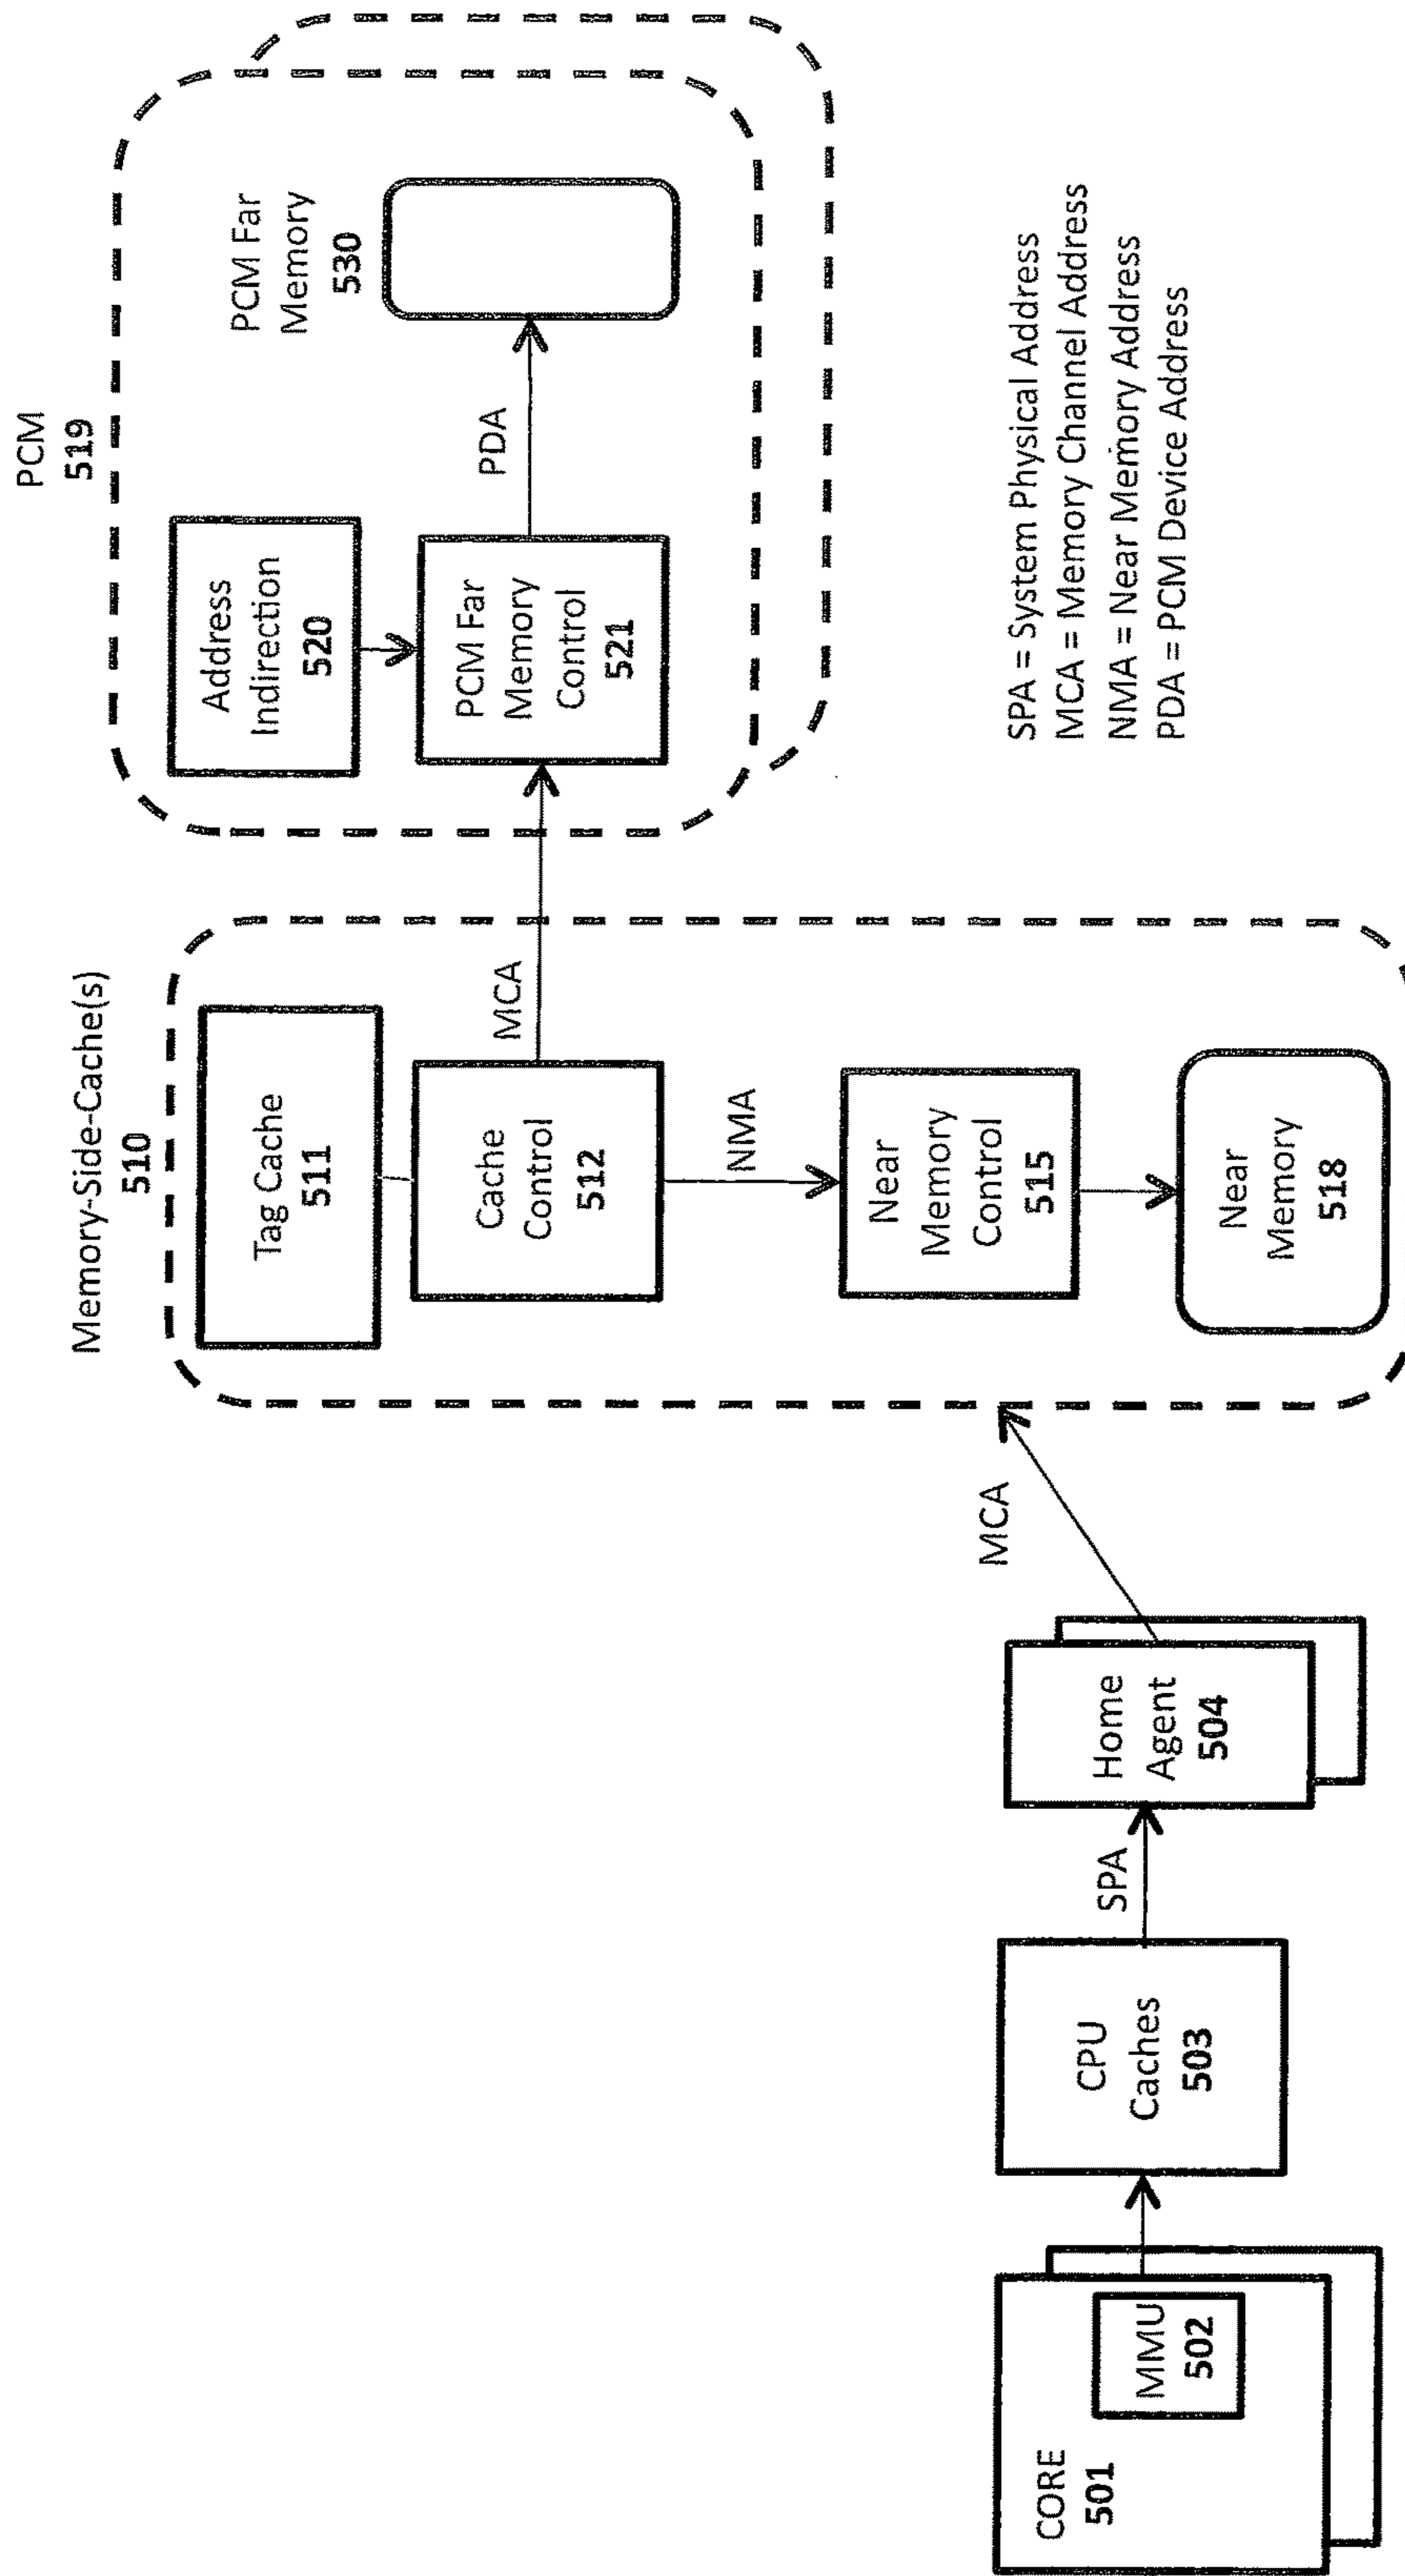 CORE
501
MMU
502
CPU
Caches
503
SPA
Home
Agent
504
MCA
Memory-Side-Cache(s)
510
Tag Cache
511
Cache
Control
512
MCA
NMA
Near
Memory
Control
515
Near
Memory
518
PCM
519
Address
Indirection
520
PCM Far
Memory
Control
521
PDA
PCM Far
Memory
530
SPA = System Physical Address
MCA = Memory Channel Address
NMA = Near Memory Address
PDA = PCM Device Address